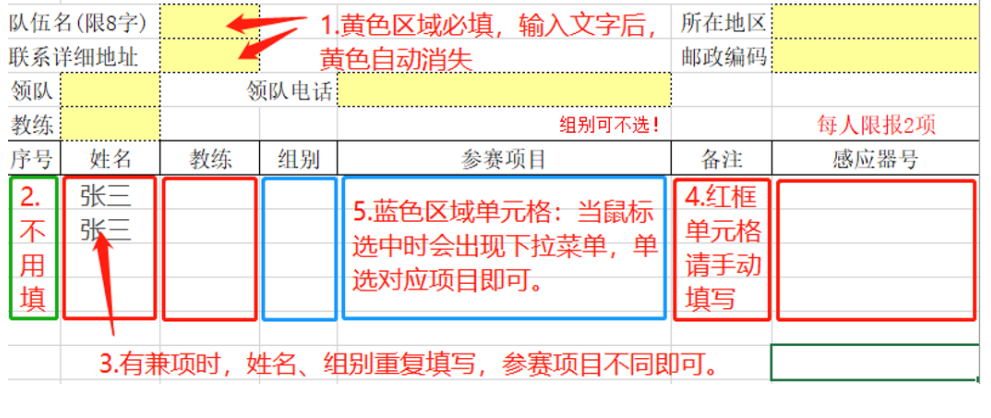 队伍名(限8字)
1.黄色区域必填，输入文字后，
所在地区
联系详细地址
黄色自动消失
邮政编码
领队
领队电话
教练
组别可不选！
每人限报2项
序号 姓名 教练 组别 参赛项目 备注 感应器号
2.
不
用
填
张三
张三
5.蓝色区域单元格：当鼠标
选中时会出现下拉菜单，单
选对应项目即可。
4.红框
单元格
请手动
填写
3.有兼项时，姓名、组别重复填写，参赛项目不同即可。